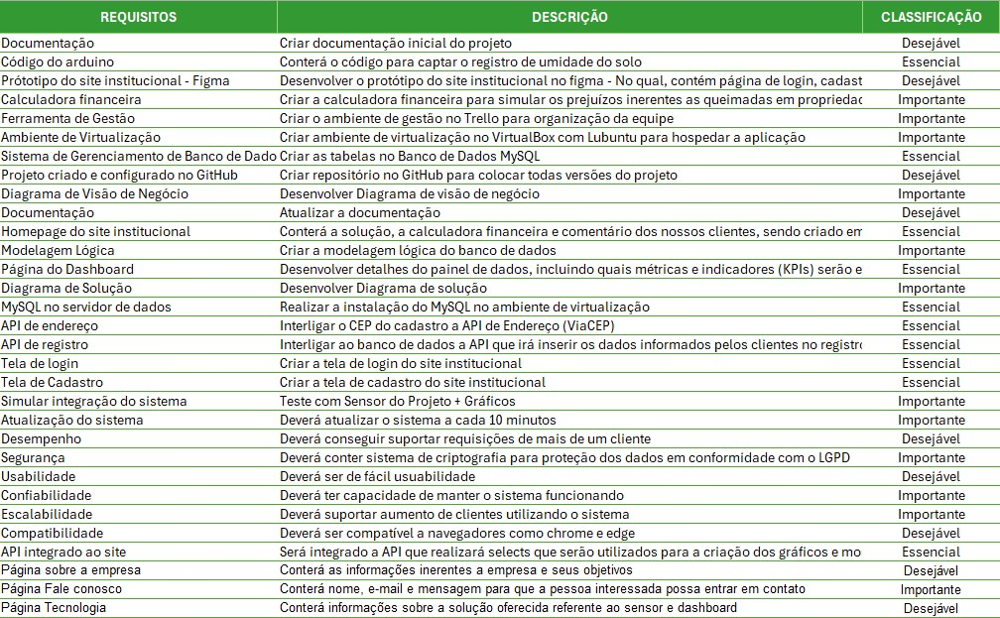 REQUISITOS DESCRIÇÃO CLASSIFICAÇÃO
Documentação Criar documentação inicial do projeto Desejável
Código do arduino Conterá o código para captar o registro de umidade do solo Essencial
Prótotipo do site institucional - Figma Desenvolver o protótipo do site institucional no figma - No qual, contém página de login, cadast Desejável
Calculadora financeira Criar a calculadora financeira para simular os prejuízos inerentes as queimadas em propriedac Importante
Ferramenta de Gestão Criar o ambiente de gestão no Trello para organização da equipe Importante
Ambiente de Virtualização Criar ambiente de virtualização no VirtualBox com Lubuntu para hospedar a aplicação Importante
Sistema de Gerenciamento de Banco de Dado Criar as tabelas no Banco de Dados MySQL Essencial
Projeto criado e configurado no GitHub Criar repositório no GitHub para colocar todas versões do projeto Desejável
Diagrama de Visão de Negócio Desenvolver Diagrama de visão de negócio Importante
Documentação Atualizar a documentação Desejável
Homepage do site institucional Conterá a solução, a calculadora financeira e comentário dos nossos clientes, sendo criado em Essencial
Modelagem Lógica Criar a modelagem lógica do banco de dados Importante
Página do Dashboard Desenvolver detalhes do painel de dados, incluindo quais métricas e indicadores (KPIs) serão e Essencial
Diagrama de Solução Desenvolver Diagrama de solução Importante
MySQL no servidor de dados Realizar a instalação do MySQL no ambiente de virtualização Essencial
API de endereço Interligar o CEP do cadastro a API de Endereço (ViaCEP) Essencial
API de registro Interligar ao banco de dados a API que irá inserir os dados informados pelos clientes no registro Essencial
Tela de login Criar a tela de login do site institucional Essencial
Tela de Cadastro Criar a tela de cadastro do site institucional Essencial
Simular integração do sistema Teste com Sensor do Projeto + Gráficos Importante
Atualização do sistema Deverá atualizar o sistema a cada 10 minutos Importante
Desempenho Deverá conseguir suportar requisições de mais de um cliente Desejável
Segurança Deverá conter sistema de criptografia para proteção dos dados em conformidade com o LGPD Importante
Usabilidade Deverá ser de fácil usuabilidade Desejável
Confiabilidade Deverá ter capacidade de manter o sistema funcionando Importante
Escalabilidade Deverá suportar aumento de clientes utilizando o sistema Importante
Compatibilidade Deverá ser compatível a navegadores como chrome e edge Desejável
API integrado ao site Será integrado a API que realizará selects que serão utilizados para a criação dos gráficos e mo Essencial
Página sobre a empresa Conterá as informações inerentes a empresa e seus objetivos Desejável
Página Fale conosco Conterá nome, e-mail e mensagem para que a pessoa interessada possa entrar em contato Importante
Página Tecnologia Conterá informações sobre a solução oferecida referente ao sensor e dashboard Desejável